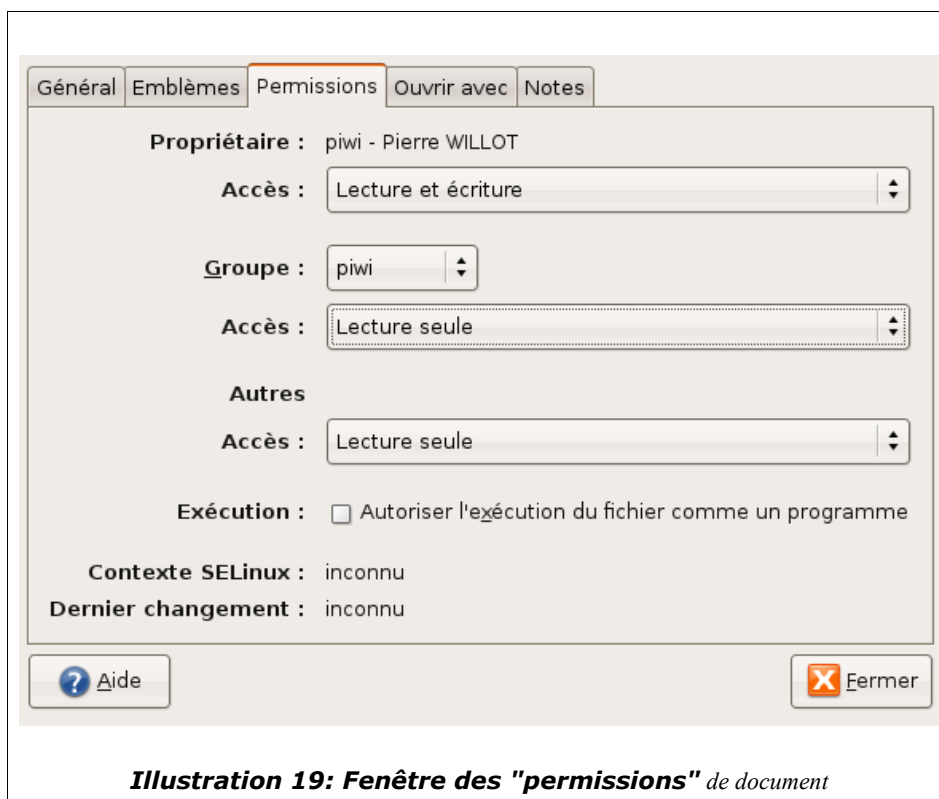 Général Emblèmes Permissions Ouvrir avec Notes
Propriétaire : piwi - Pierre WILLOT
Accès : Lecture et écriture
Groupe : piwi
Accès : Lecture seule
Autres
Accès : Lecture seule
Exécution : Autoriser l'exécution du fichier comme un programme
Contexte SELinux : inconnu
Dernier changement : inconnu
Aide Fermer
Illustration 19: Fenêtre des "permissions" de document